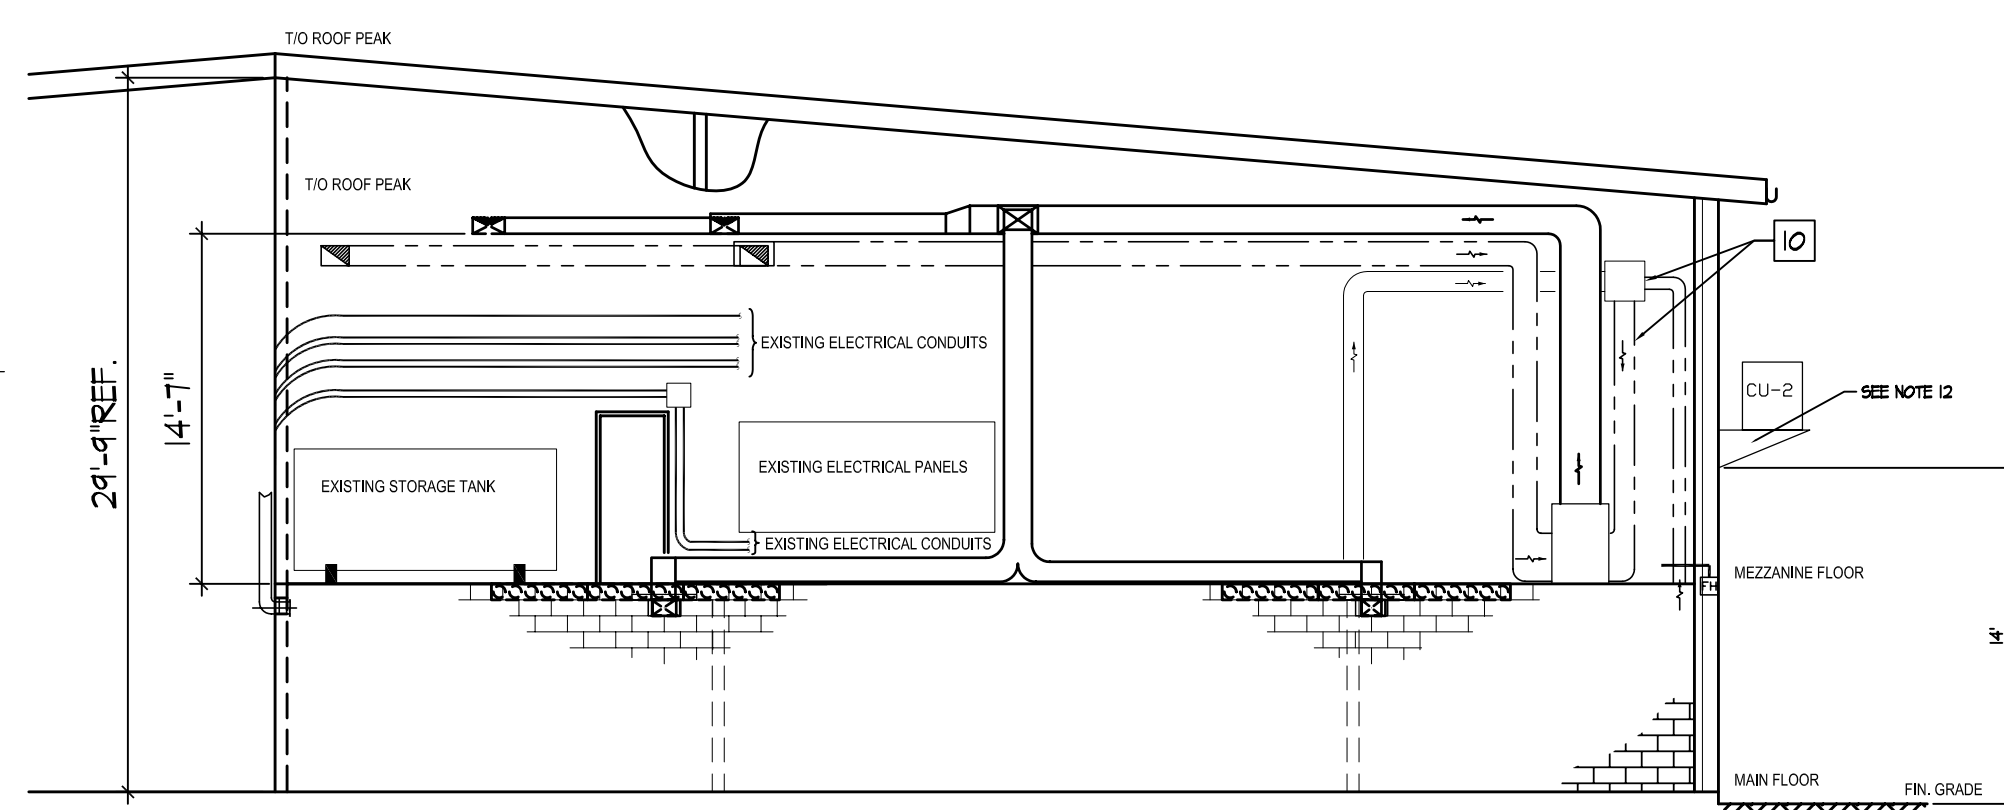 T/O ROOF PEAK
T/O ROOF PEAK
10
EXISTING ELECTRICAL CONDUITS
29'-9" REF.
14'-7"
CU-2
SEE NOTE 12
EXISTING ELECTRICAL PANELS
EXISTING STORAGE TANK
EXISTING ELECTRICAL CONDUITS
MEZZANINE FLOOR
FH
14'
MAIN FLOOR
FIN. GRADE